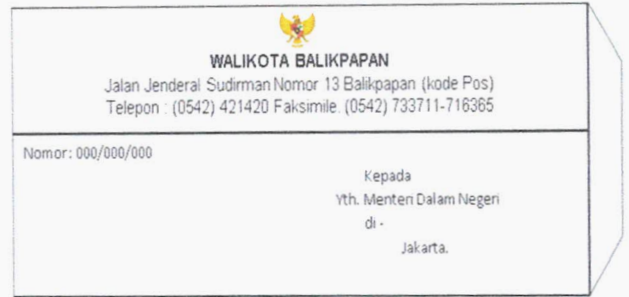 WALIKOTA BALIKPAPAN
Jalan Jenderal Sudirman Nomor 13 Balikpapan (kode Pos)
Telepon : (0542) 421420 Faksimile. (0542) 733711-716365
Nomor: 000/000/000
Kepada
Yth. Menteri Dalam Negeri
di -
Jakarta.